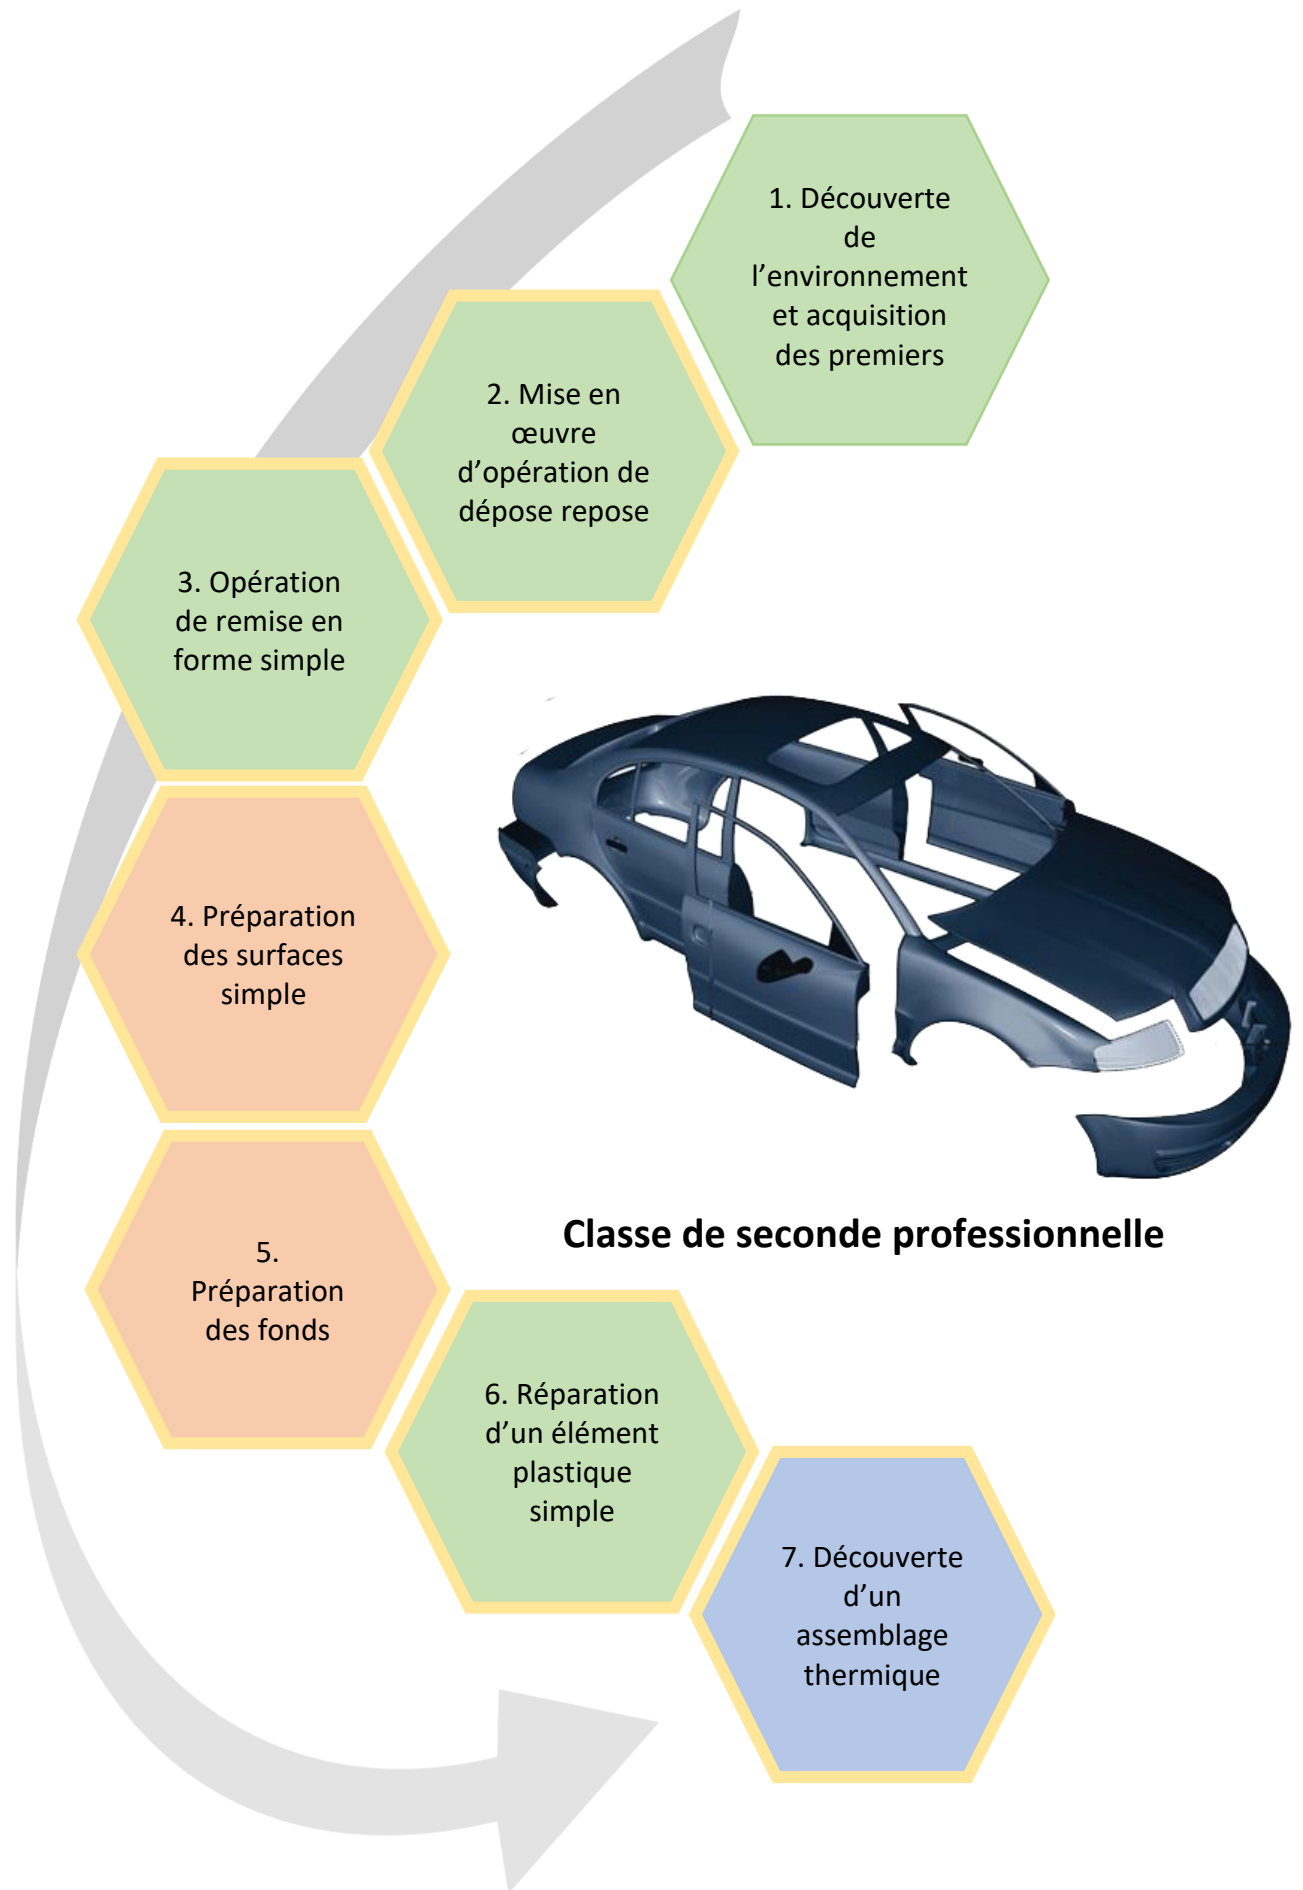 1. Découverte
de
l’environnement
et acquisition
des premiers
2. Mise en
œuvre
d’opération de
dépose repose
3. Opération
de remise en
forme simple
4. Préparation
des surfaces
simple
Classe de seconde professionnelle
5.
Préparation
des fonds
6. Réparation
d’un élément
plastique
simple
7. Découverte
d’un
assemblage
thermique